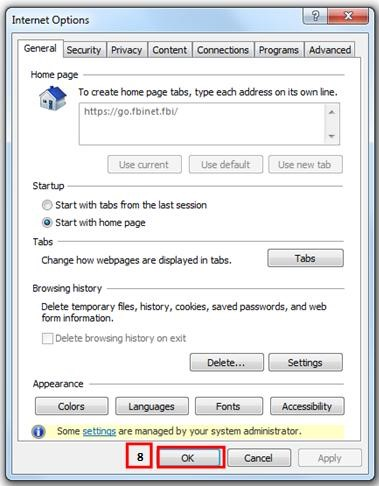 Internet Options
General Security Privacy Content Connections Programs Advanced
Home page
To create home page tabs, type each address on its own line.
https://go.fbinet.fbi/
Use current Use default Use new tab
Startup
Start with tabs from the last session
Start with home page
Tabs
Change how webpages are displayed in tabs. Tabs
Browsing history
Delete temporary files, history, cookies, saved passwords, and web
form information.
Delete browsing history on exit
Delete... Settings
Appearance
Colors Languages Fonts Accessibility
Some settings are managed by your system administrator.
8 OK Cancel Apply